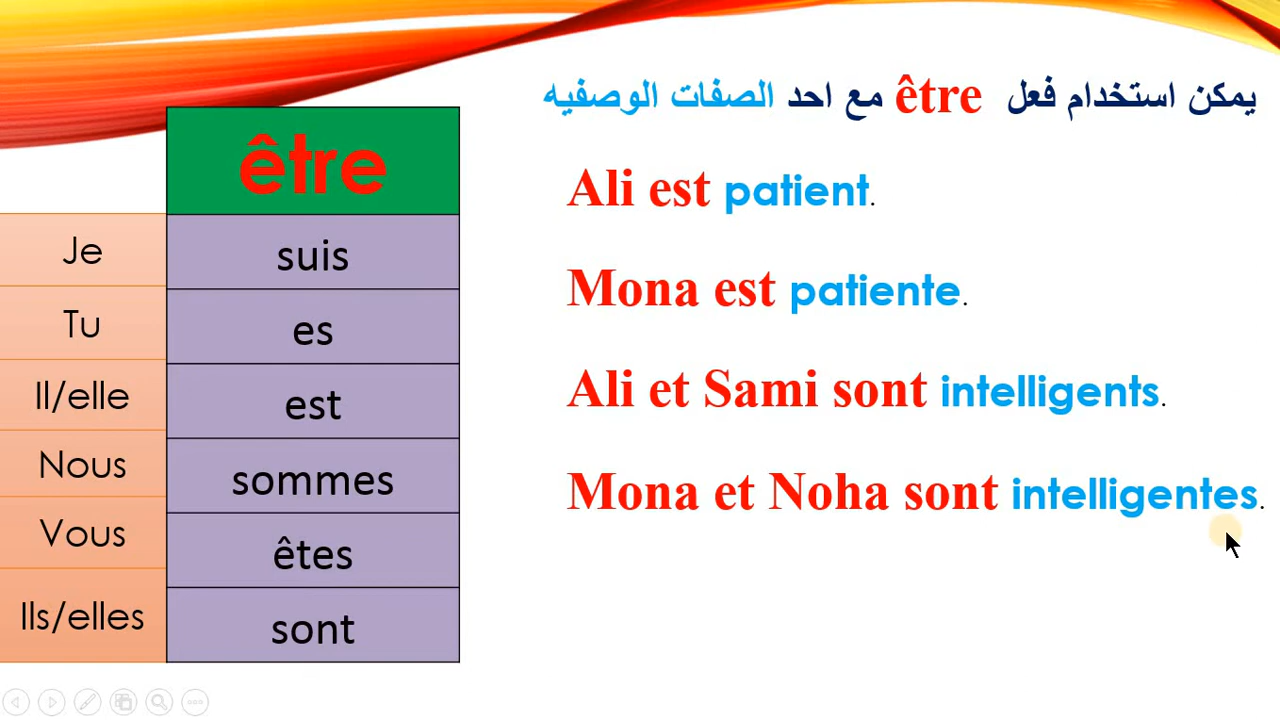 يمكن استخدام فعل être مع احد الصفات الوصفيه
être
Je suis
Tu es
Il/elle est
Nous sommes
Vous êtes
Ils/elles sont
Ali est patient.
Mona est patiente.
Ali et Sami sont intelligents.
Mona et Noha sont intelligentes.